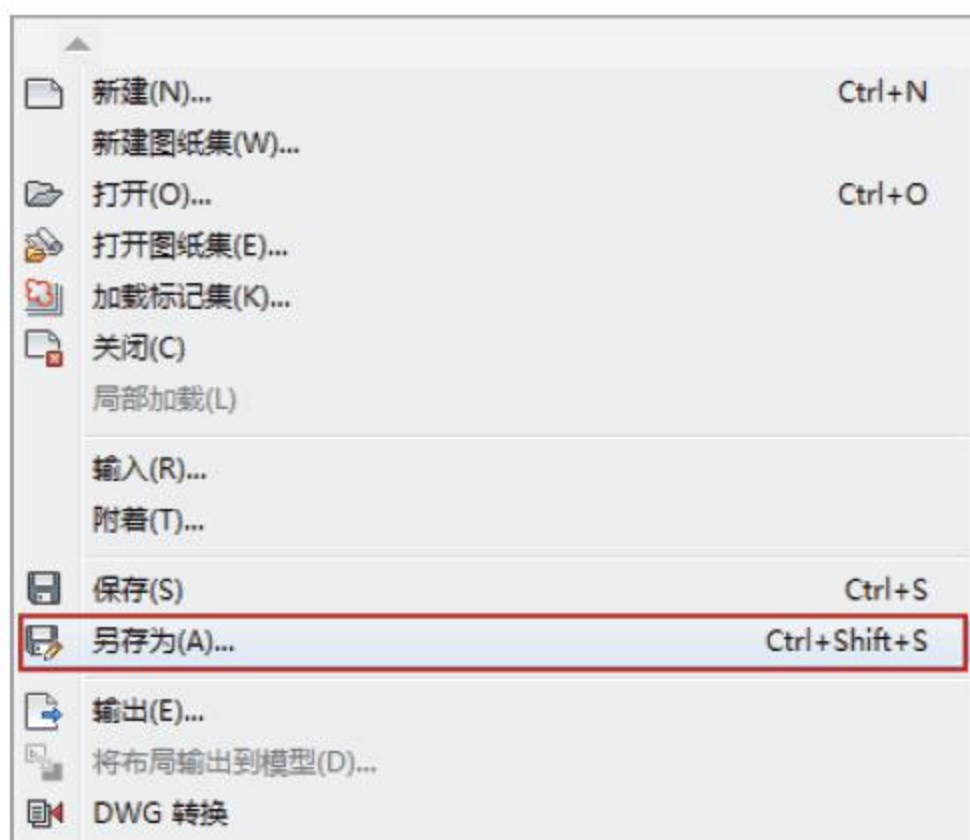 新建(N)... Ctrl+N
新建图纸集(W)...
打开(O)... Ctrl+O
打开图纸集(E)...
加载标记集(K)...
关闭(C)
局部加载(L)
输入(R)...
附着(T)...
保存(S) Ctrl+S
另存为(A)... Ctrl+Shift+S
输出(E)...
将布局输出到模型(D)...
DWG 转换